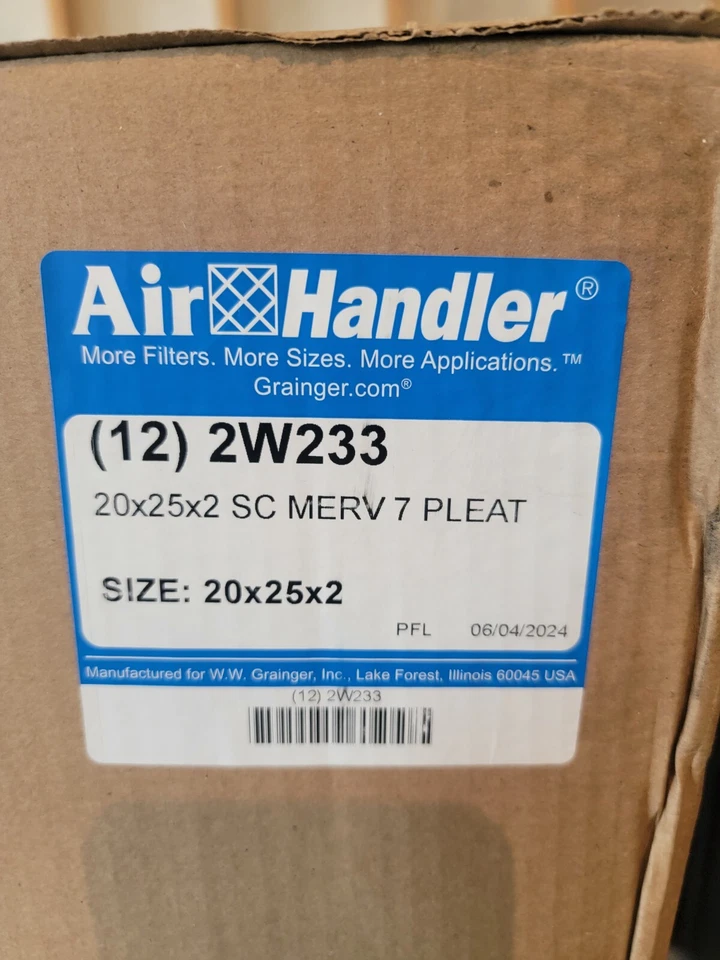 Air Handler®
More Filters. More Sizes. More Applications.™
Grainger.com®
(12) 2W233
20x25x2 SC MERV 7 PLEAT
SIZE: 20x25x2
PFL 06/04/2024
Manufactured for W.W. Grainger, Inc., Lake Forest, Illinois 60045 USA
(12) 2W233